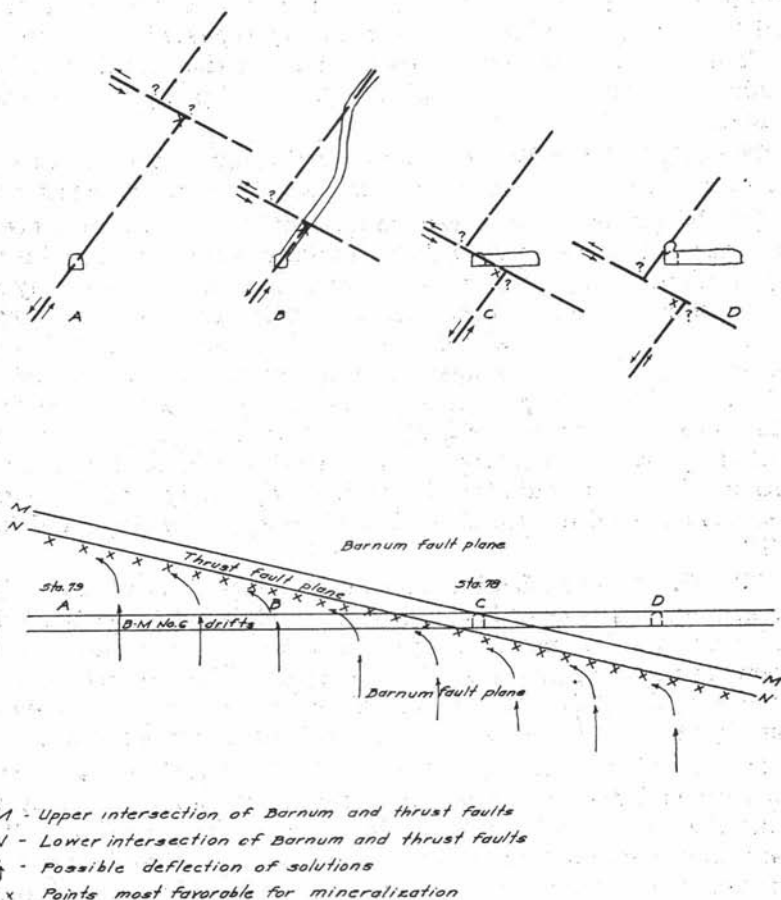 ?
?
A
?
B
?
?
C
?
?
D
M
N
Barnum fault plane
Thrust fault plane
Sta. 79
Sta. 78
A
B
C
D
B-M No. 6 drifts
Barnum fault plane
M
N
M - Upper intersection of Barnum and thrust faults
N - Lower intersection of Barnum and thrust faults
- Possible deflection of solutions
x - Points most favorable for mineralization